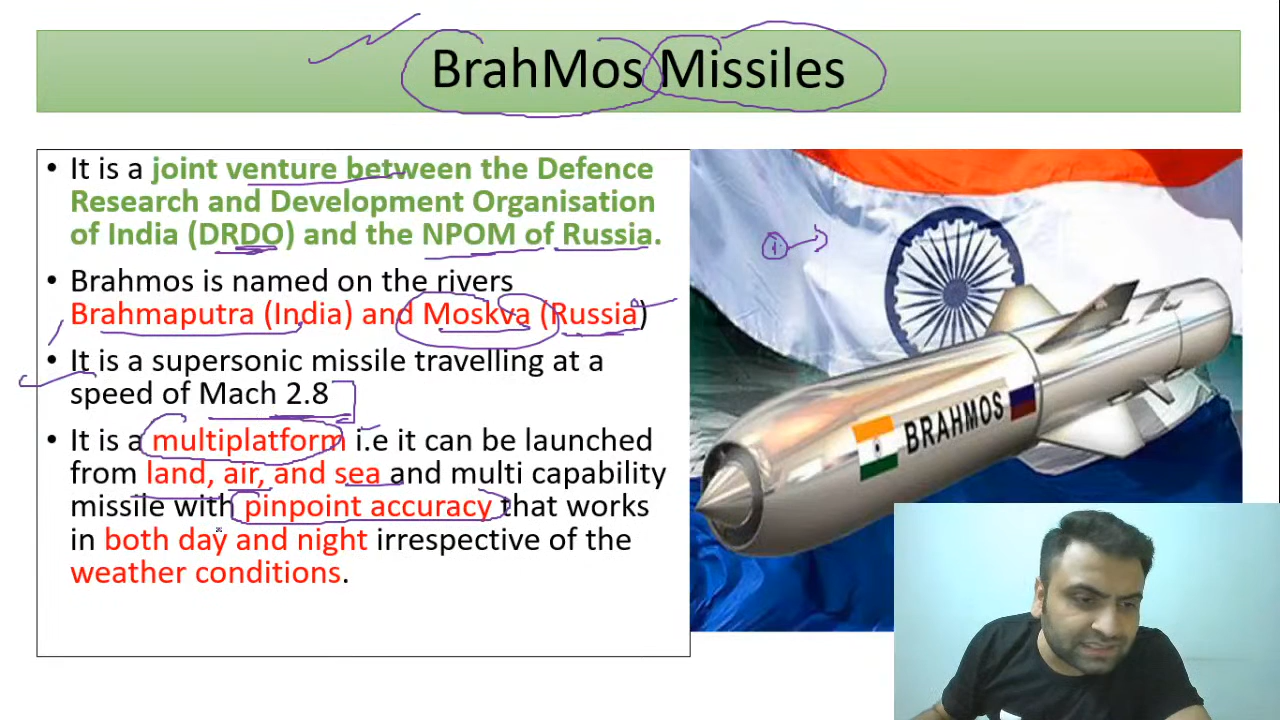 BrahMos Missiles
• It is a joint venture between the Defence
Research and Development Organisation
of India (DRDO) and the NPOM of Russia.
• Brahmos is named on the rivers
Brahmaputra (India) and Moskva (Russia)
• It is a supersonic missile travelling at a
speed of Mach 2.8
• It is a multiplatform i.e it can be launched
from land, air, and sea and multi capability
missile with pinpoint accuracy that works
in both day and night irrespective of the
weather conditions.
BRAHMOS